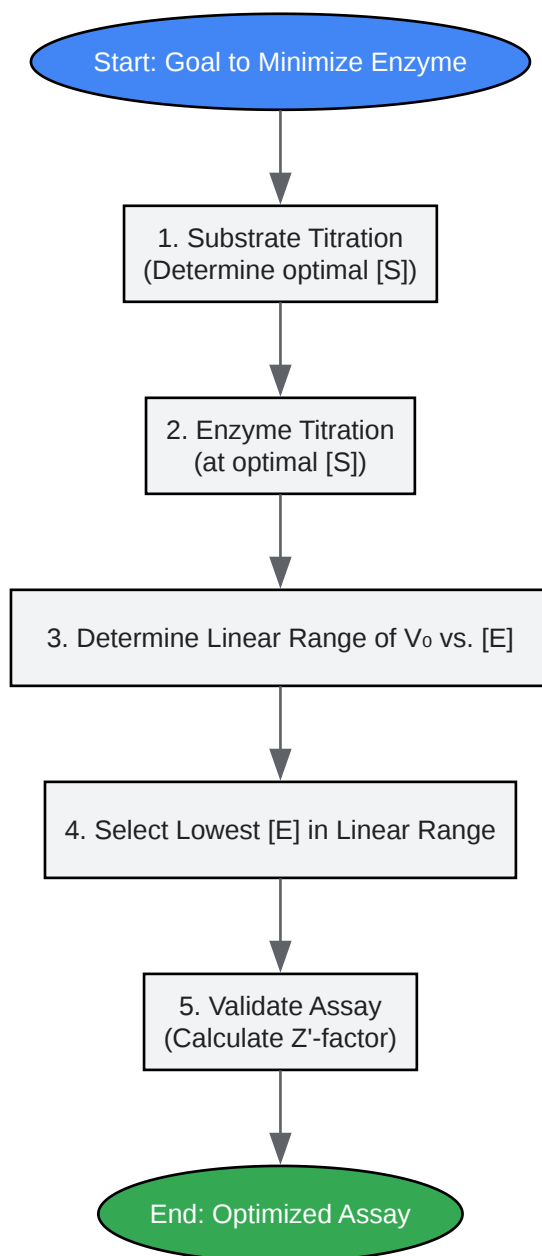 Start: Goal to Minimize Enzyme
1. Substrate Titration
(Determine optimal [S])
2. Enzyme Titration
(at optimal [S])
3. Determine Linear Range of V₀ vs. [E]
4. Select Lowest [E] in Linear Range
5. Validate Assay
(Calculate Z'-factor)
End: Optimized Assay